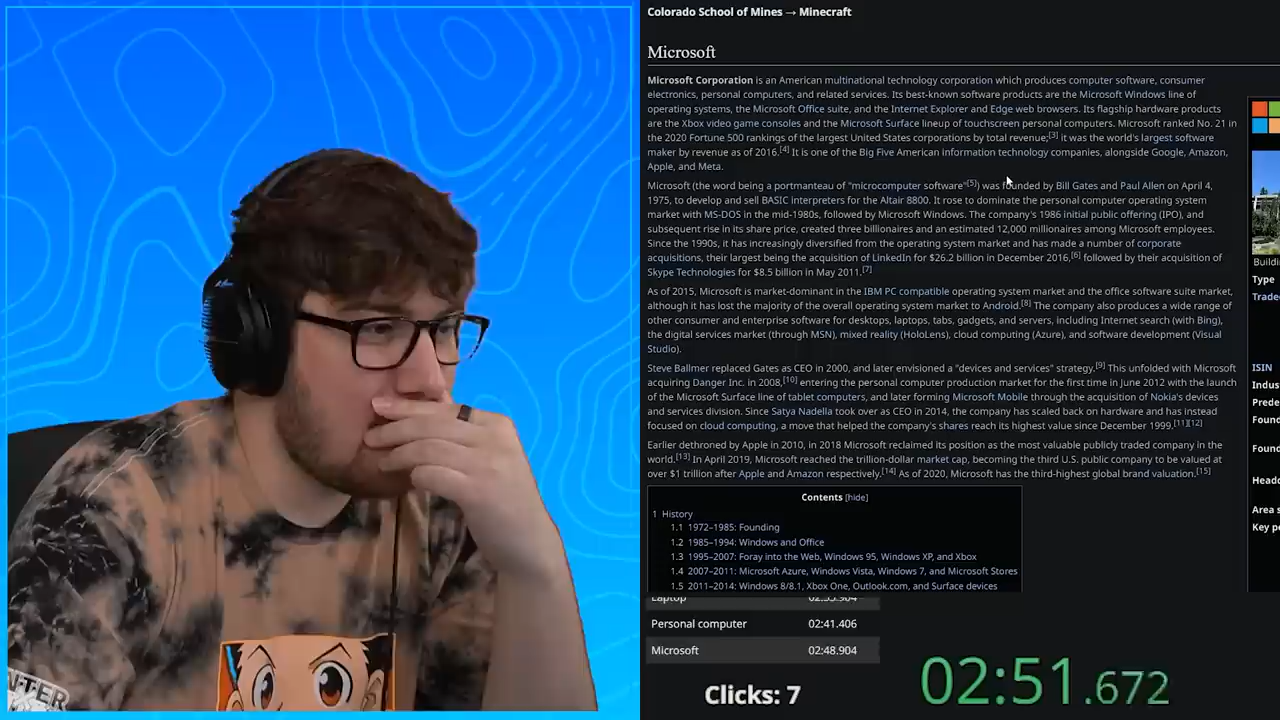 Colorado School of Mines → Minecraft
Microsoft
Microsoft Corporation is an American multinational technology corporation which produces computer software, consumer
electronics, personal computers, and related services. Its best-known software products are the Microsoft Windows line of
operating systems, the Microsoft Office suite, and the Internet Explorer and Edge web browsers. Its flagship hardware products
are the Xbox video game consoles and the Microsoft Surface lineup of touchscreen personal computers. Microsoft ranked No. 21 in
the 2020 Fortune 500 rankings of the largest United States corporations by total revenue;[3] it was the world's largest software
maker by revenue as of 2016.[4] It is one of the Big Five American information technology companies, alongside Google, Amazon,
Apple, and Meta.
Microsoft (the word being a portmanteau of "microcomputer software"[5]) was founded by Bill Gates and Paul Allen on April 4,
1975, to develop and sell BASIC interpreters for the Altair 8800. It rose to dominate the personal computer operating system
market with MS-DOS in the mid-1980s, followed by Microsoft Windows. The company's 1986 initial public offering (IPO), and
subsequent rise in its share price, created three billionaires and an estimated 12,000 millionaires among Microsoft employees.
Since the 1990s, it has increasingly diversified from the operating system market and has made a number of corporate
acquisitions, their largest being the acquisition of LinkedIn for $26.2 billion in December 2016,[6] followed by their acquisition of
Skype Technologies for $8.5 billion in May 2011.[7]
As of 2015, Microsoft is market-dominant in the IBM PC compatible operating system market and the office software suite market,
although it has lost the majority of the overall operating system market to Android.[8] The company also produces a wide range of
other consumer and enterprise software for desktops, laptops, tabs, gadgets, and servers, including Internet search (with Bing),
the digital services market (through MSN), mixed reality (HoloLens), cloud computing (Azure), and software development (Visual
Studio).
Steve Ballmer replaced Gates as CEO in 2000, and later envisioned a "devices and services" strategy.[9] This unfolded with Microsoft
acquiring Danger Inc. in 2008,[10] entering the personal computer production market for the first time in June 2012 with the launch
of the Microsoft Surface line of tablet computers, and later forming Microsoft Mobile through the acquisition of Nokia's devices
and services division. Since Satya Nadella took over as CEO in 2014, the company has scaled back on hardware and has instead
focused on cloud computing, a move that helped the company's shares reach its highest value since December 1999.[11][12]
Earlier dethroned by Apple in 2010, in 2018 Microsoft reclaimed its position as the most valuable publicly traded company in the
world.[13] In April 2019, Microsoft reached the trillion-dollar market cap, becoming the third U.S. public company to be valued at
over $1 trillion after Apple and Amazon respectively.[14] As of 2020, Microsoft has the third-highest global brand valuation.[15]
Contents [hide]
1 History
1.1 1972–1985: Founding
1.2 1985–1994: Windows and Office
1.3 1995–2007: Foray into the Web, Windows 95, Windows XP, and Xbox
1.4 2007–2011: Microsoft Azure, Windows Vista, Windows 7, and Microsoft Stores
1.5 2011–2014: Windows 8/8.1, Xbox One, Outlook.com, and Surface devices
Buildin
Type
Trade
ISIN
Indus
Prede
Found
Found
Headq
Area s
Key pe
Laptop
Personal computer 02:41.406
Microsoft 02:48.904
Clicks: 7
02:51.672